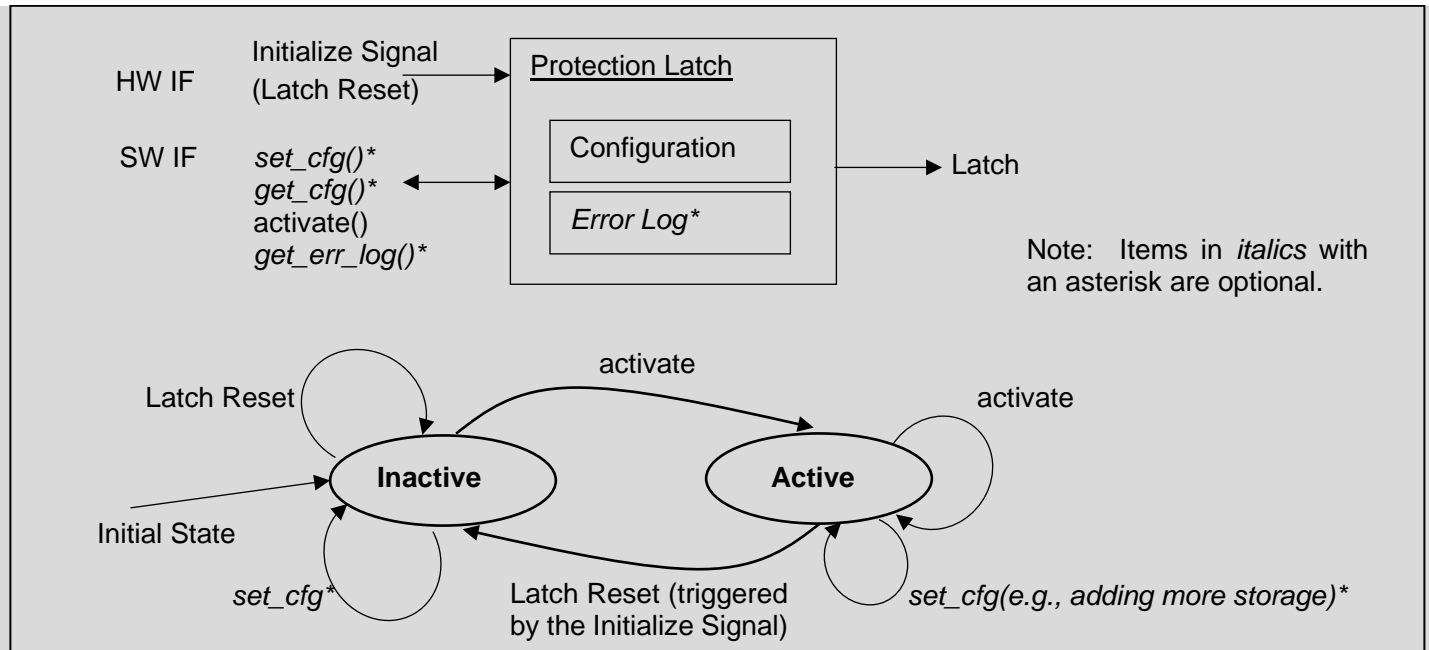 HW IF
Initialize Signal
(Latch Reset)
Protection Latch
SW IF
set_cfg()*
get_cfg()*
activate()
get_err_log()*
Configuration
Error Log*
Latch
Note: Items in italics with
an asterisk are optional.
activate
Latch Reset
activate
Inactive
Active
Initial State
set_cfg*
Latch Reset (triggered
by the Initialize Signal)
set_cfg(e.g., adding more storage)*